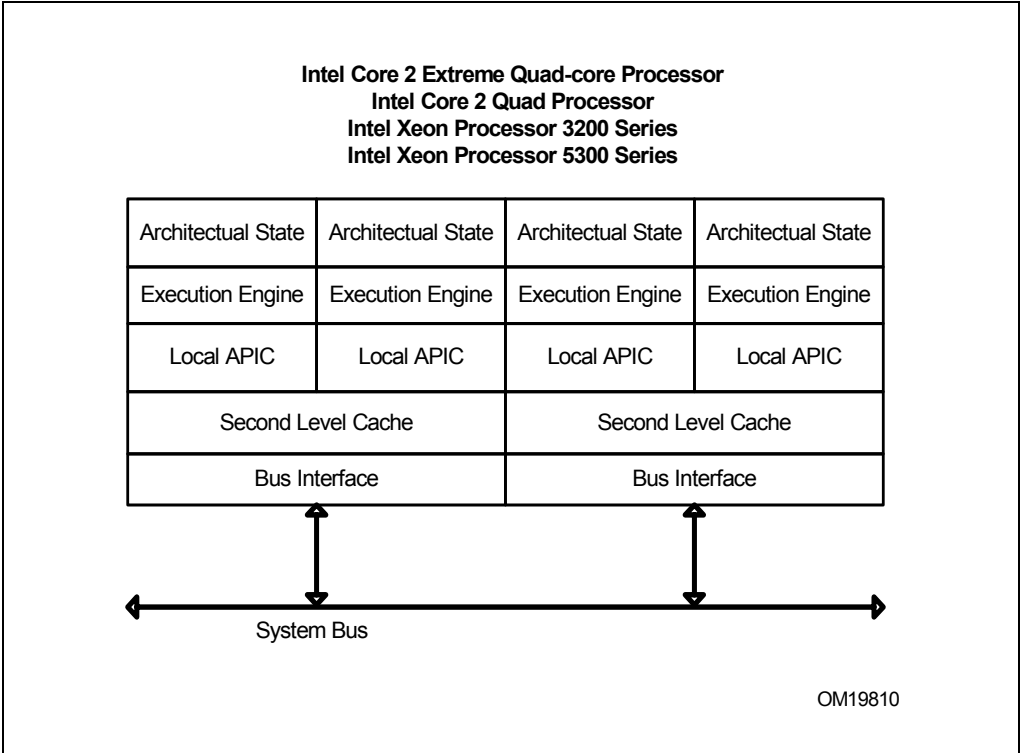 Intel Core 2 Extreme Quad-core Processor
Intel Core 2 Quad Processor
Intel Xeon Processor 3200 Series
Intel Xeon Processor 5300 Series
Architectual State Architectual State Architectual State Architectual State
Execution Engine Execution Engine Execution Engine Execution Engine
Local APIC Local APIC Local APIC Local APIC
Second Level Cache Second Level Cache
Bus Interface Bus Interface
System Bus
OM19810